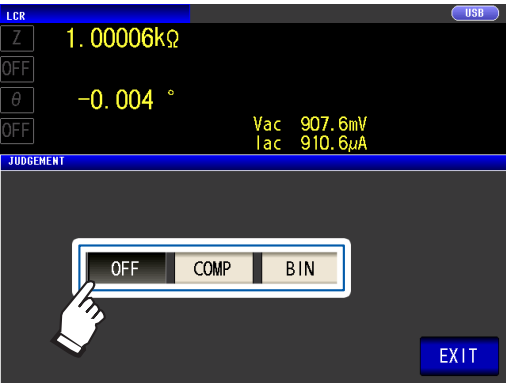 LCR USB
Z 1.00006kΩ
OFF
θ -0.004 °
OFF
Vac 907.6mV
Iac 910.6μA
JUDGEMENT
OFF COMP BIN
EXIT